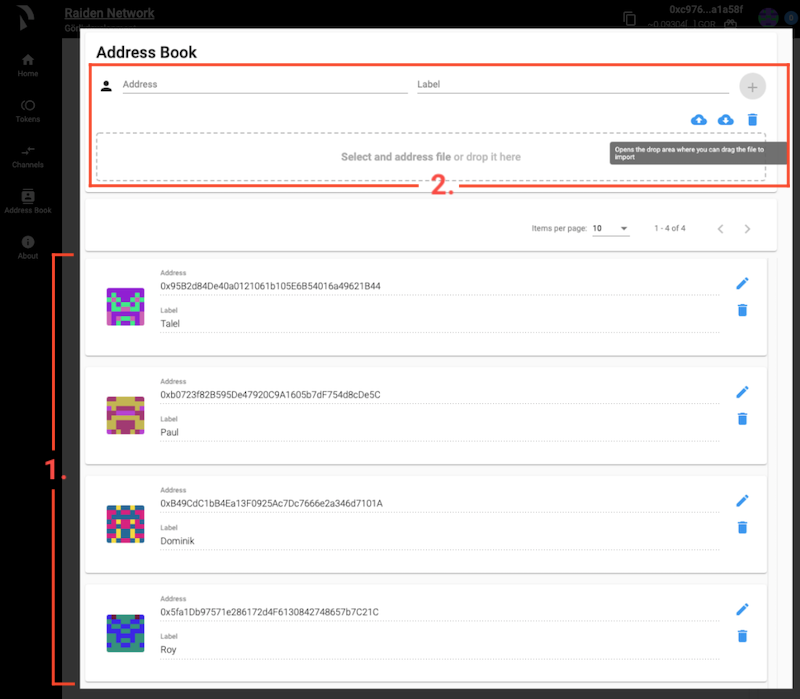 Raiden Network
0xc976...a1a58f
0
Home
Tokens
Channels
Address Book
About
Address Book
Address
Label
Select and address file or drop it here
Opens the drop area where you can drag the file to
import
2.
Items per page: 10
1 - 4 of 4
1.
Address
0x95B2d84De40a0121061b105E6B54016a49621B44
Label
Talel
Address
0xb0723f82B595De47920C9A1605b7dF754d8cDe5C
Label
Paul
Address
0xB49CdC1bB4Ea13F0925Ac7Dc7666e2a346d7101A
Label
Dominik
Address
0x5fa1Db97571e286172d4F6130842748657b7C21C
Label
Roy